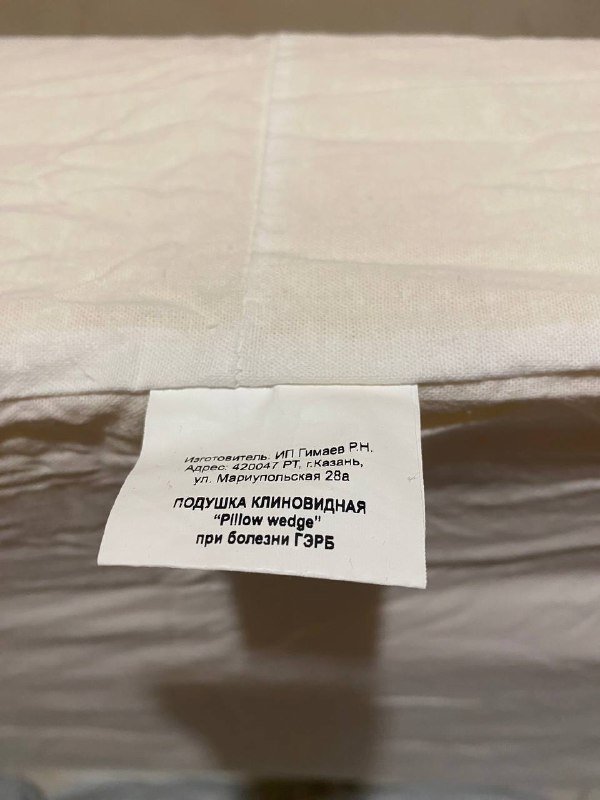 Изготовитель: ИП Гимаев Р.Н.
Адрес: 420047 РТ, г.Казань,
ул. Мариупольская 28а
ПОДУШКА КЛИНОВИДНАЯ
“Pillow wedge”
при болезни ГЭРБ